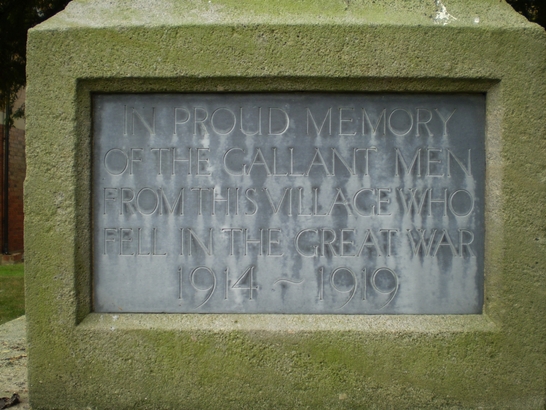 IN PROUD MEMORY
OF THE GALLANT MEN
FROM THIS VILLAGE WHO
FELL IN THE GREAT WAR
1914 ~ 1919